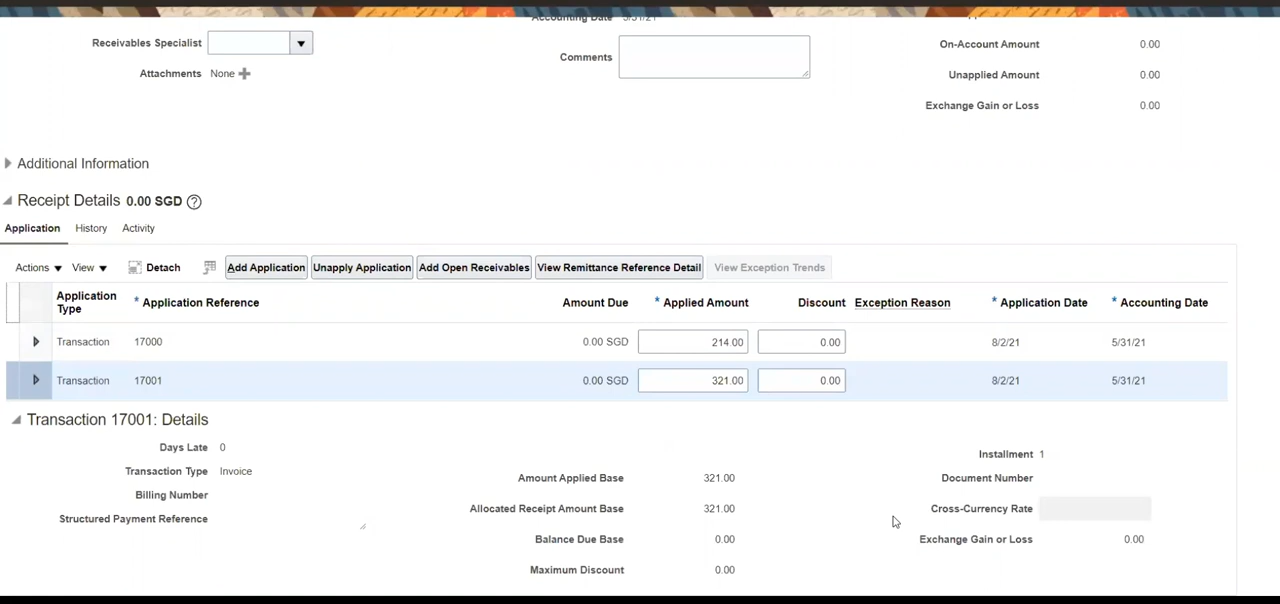 Accounting Date 5/31/21
Receivables Specialist
Attachments None
Comments
On-Account Amount 0.00
Unapplied Amount 0.00
Exchange Gain or Loss 0.00
Additional Information
Receipt Details 0.00 SGD ?
Application History Activity
Actions View Detach Add Application Unapply Application Add Open Receivables View Remittance Reference Detail View Exception Trends
Application Type * Application Reference Amount Due * Applied Amount Discount Exception Reason * Application Date * Accounting Date
Transaction 17000 0.00 SGD 214.00 0.00 8/2/21 5/31/21
Transaction 17001 0.00 SGD 321.00 0.00 8/2/21 5/31/21
Transaction 17001: Details
Days Late 0
Transaction Type Invoice
Billing Number
Structured Payment Reference
Amount Applied Base 321.00
Allocated Receipt Amount Base 321.00
Balance Due Base 0.00
Maximum Discount 0.00
Installment 1
Document Number
Cross-Currency Rate
Exchange Gain or Loss 0.00